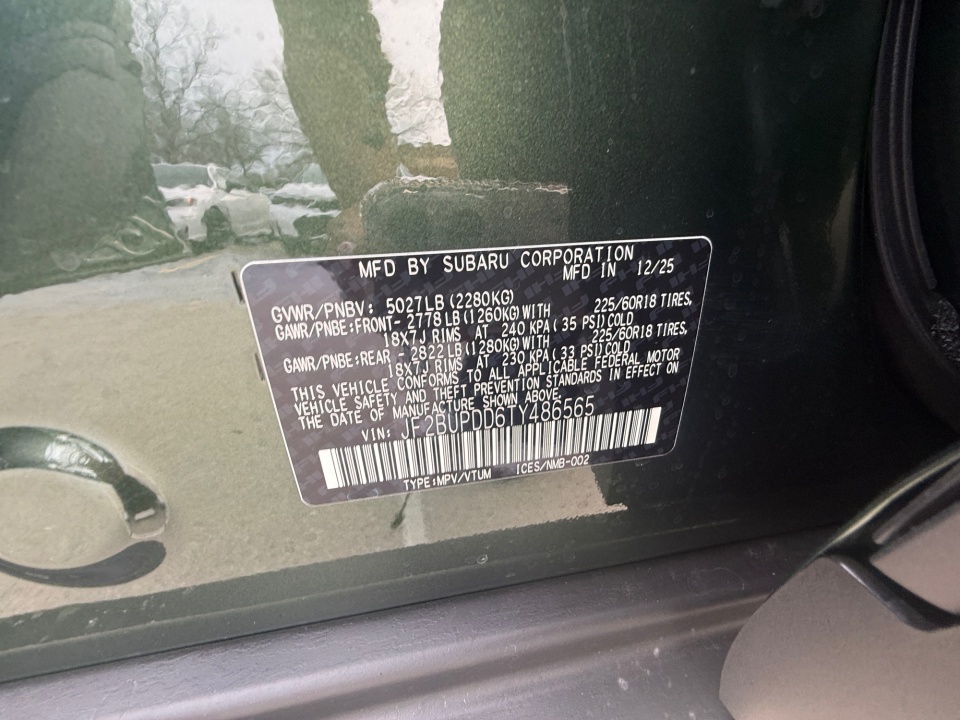 MFD BY SUBARU CORPORATION
MFD IN 12/25
GVWR/PNBV: 5027LB(2280KG)
GAWR/PNBE:FRONT- 2778LB(1260KG)WITH 225/60R18 TIRES,
18X7J RIMS AT 240 KPA(35 PSI)COLD
GAWR/PNBE:REAR - 2822LB(1280KG)WITH 225/60R18 TIRES,
18X7J RIMS AT 230 KPA(33 PSI)COLD
THIS VEHICLE CONFORMS TO ALL APPLICABLE FEDERAL MOTOR
VEHICLE SAFETY AND THEFT PREVENTION STANDARDS IN EFFECT ON
THE DATE OF MANUFACTURE SHOWN ABOVE.
VIN: JF2BUPDD6TY486565
TYPE:MPV/VTUM ICES/NMB-002